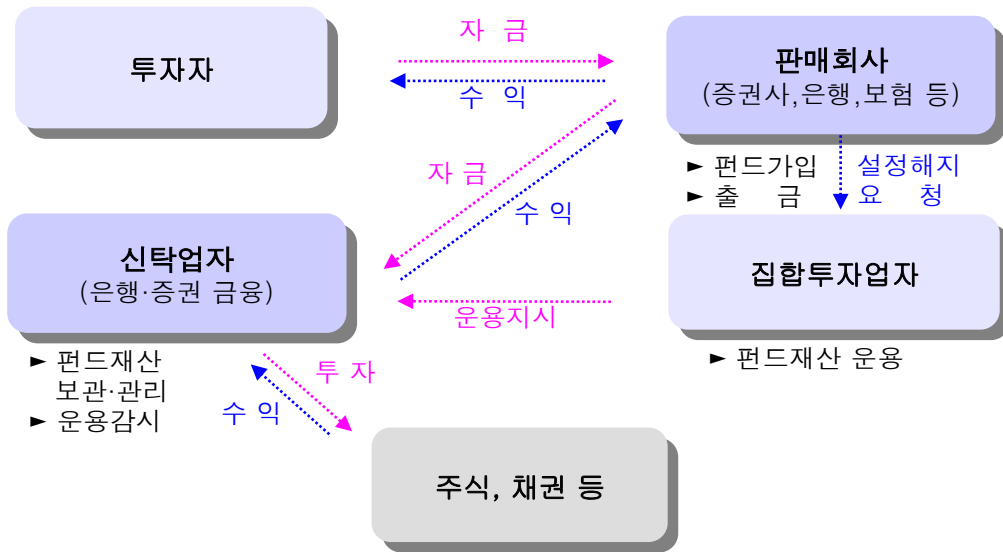 투자자
자 금
수 익
판매회사
(증권사,은행,보험 등)
► 펀드가입
► 출 금
설정해지
요 청
자 금
수 익
신탁업자
(은행·증권 금융)
집합투자업자
운용지시
► 펀드재산
보관·관리
► 운용감시
► 펀드재산 운용
투 자
수 익
주식, 채권 등